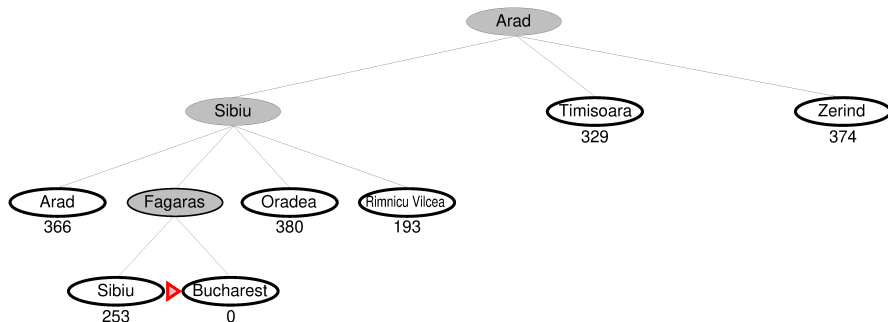 Arad
Sibiu Timisoara Zerind
329 374
Arad Fagaras Oradea Rimnicu Vilcea
366 380 193
Sibiu Bucharest
253 0